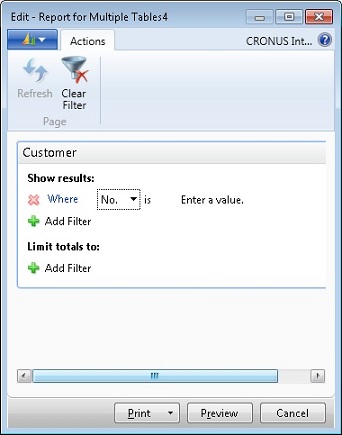 Edit - Report for Multiple Tables4
Actions
CRONUS Int...
Refresh
Clear
Filter
Page
Customer
Show results:
Where No. is Enter a value.
Add Filter
Limit totals to:
Add Filter
Print Preview Cancel